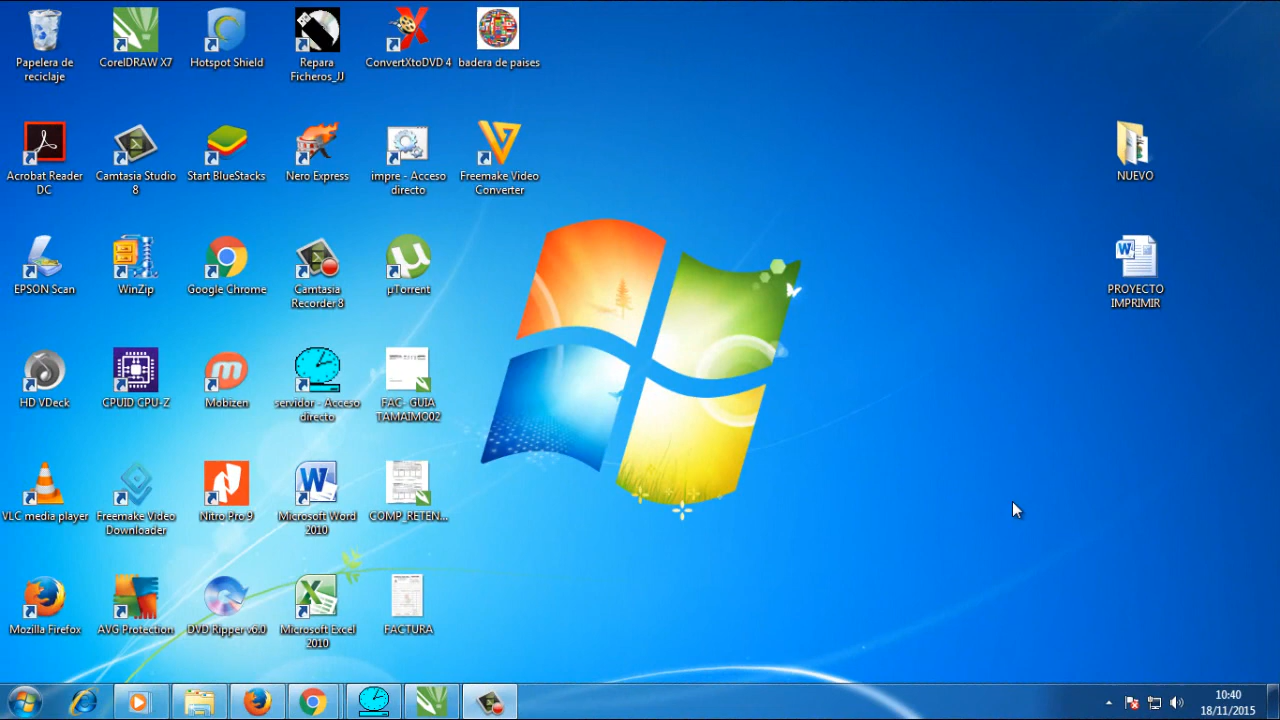 Papelera de
reciclaje
CorelDRAW X7
Hotspot Shield
Repara
Ficheros_JJ
ConvertXtoDVD 4
badera de paises
Acrobat Reader
DC
Camtasia Studio
8
Start BlueStacks
Nero Express
impre - Acceso
directo
Freemake Video
Converter
NUEVO
EPSON Scan
WinZip
Google Chrome
Camtasia
Recorder 8
µTorrent
PROYECTO
IMPRIMIR
HD VDeck
CPUID CPU-Z
Mobizen
servidor - Acceso
directo
FAC- GUIA
TAMAIMO02
VLC media player
Freemake Video
Downloader
Nitro Pro 9
Microsoft Word
2010
COMP_RETEN...
Mozilla Firefox
AVG Protection
DVD Ripper v6.0
Microsoft Excel
2010
FACTURA
10:40
18/11/2015